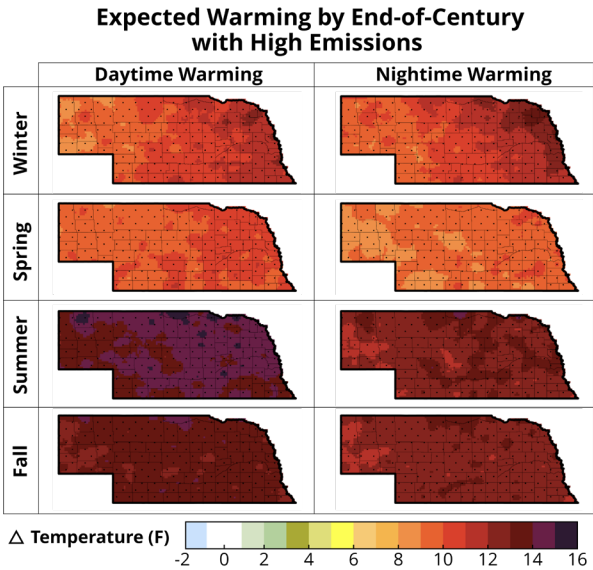 Expected Warming by End-of-Century
with High Emissions
Daytime Warming
Nightime Warming
Winter
Spring
Summer
Fall
△ Temperature (F)
-2 0 2 4 6 8 10 12 14 16